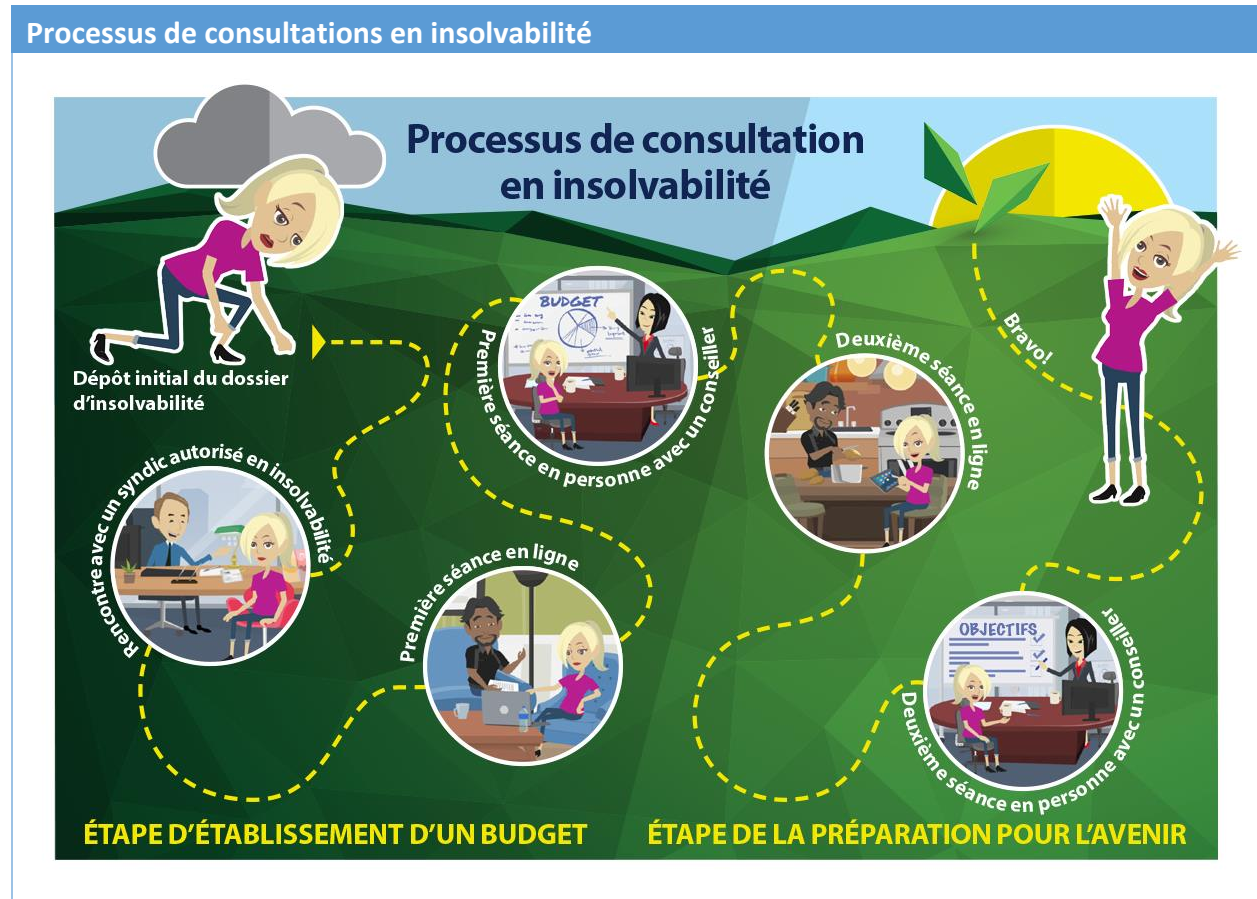 Processus de consultations en insolvabilité
Processus de consultation
en insolvabilité
Dépôt initial du dossier
d'insolvabilité
Rencontre avec un syndic autorisé en insolvabilité
Première séance en ligne
BUDGET
Première séance en personne avec un conseiller
Deuxième séance en ligne
OBJECTIFS
Deuxième séance en personne avec un conseiller
Bravo!
ÉTAPE D'ÉTABLISSEMENT D'UN BUDGET
ÉTAPE DE LA PRÉPARATION POUR L'AVENIR